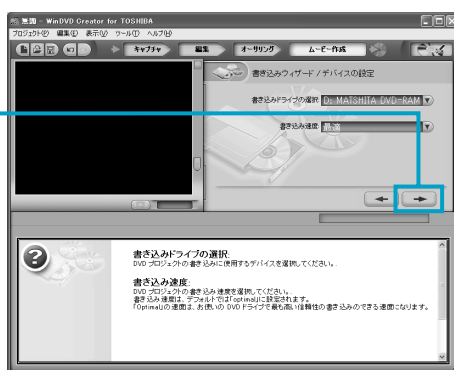 無題 - WinDVD Creator for TOSHIBA
プロジェクト(P) 編集(E) 表示(V) ツール(T) ヘルプ(H)
キャプチャ 編集 オーサリング ムービー作成
書き込みウィザード / デバイスの設定
書き込みドライブの選択: D: MATSHITA DVD-RAM
書き込み速度: 最適
書き込みドライブの選択:
DVD プロジェクトの書き込みに使用するデバイスを選択してください。
書き込み速度:
DVD プロジェクトの書き込み速度を選択してください。
書き込み速度は、デフォルトでは「optimal」に設定されます。
「Optimal」の速度は、お使いの DVD ドライブで最も高い信頼性の書き込みのできる速度になります。